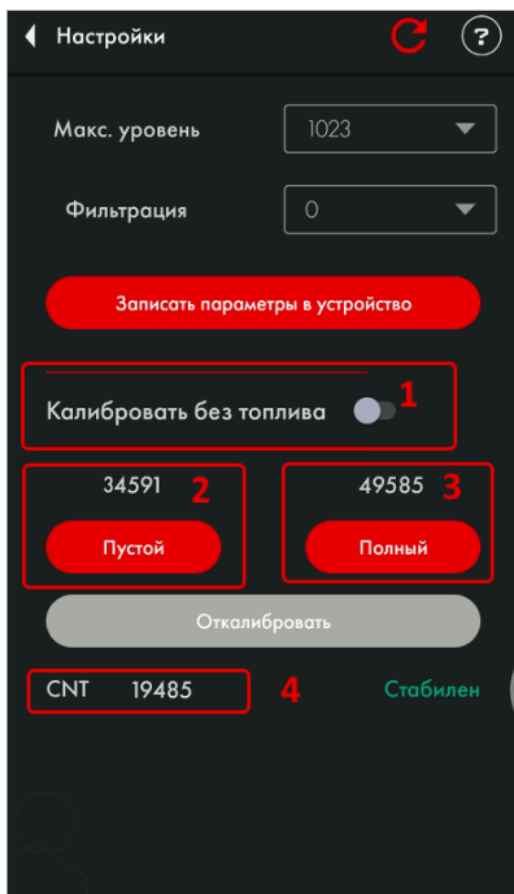 Настройки ?
Макс. уровень 1023
Фильтрация 0
Записать параметры в устройство
Калибровать без топлива 1
34591 2 49585 3
Пустой Полный
Откалибровать
CNT 19485 4 Стабилен